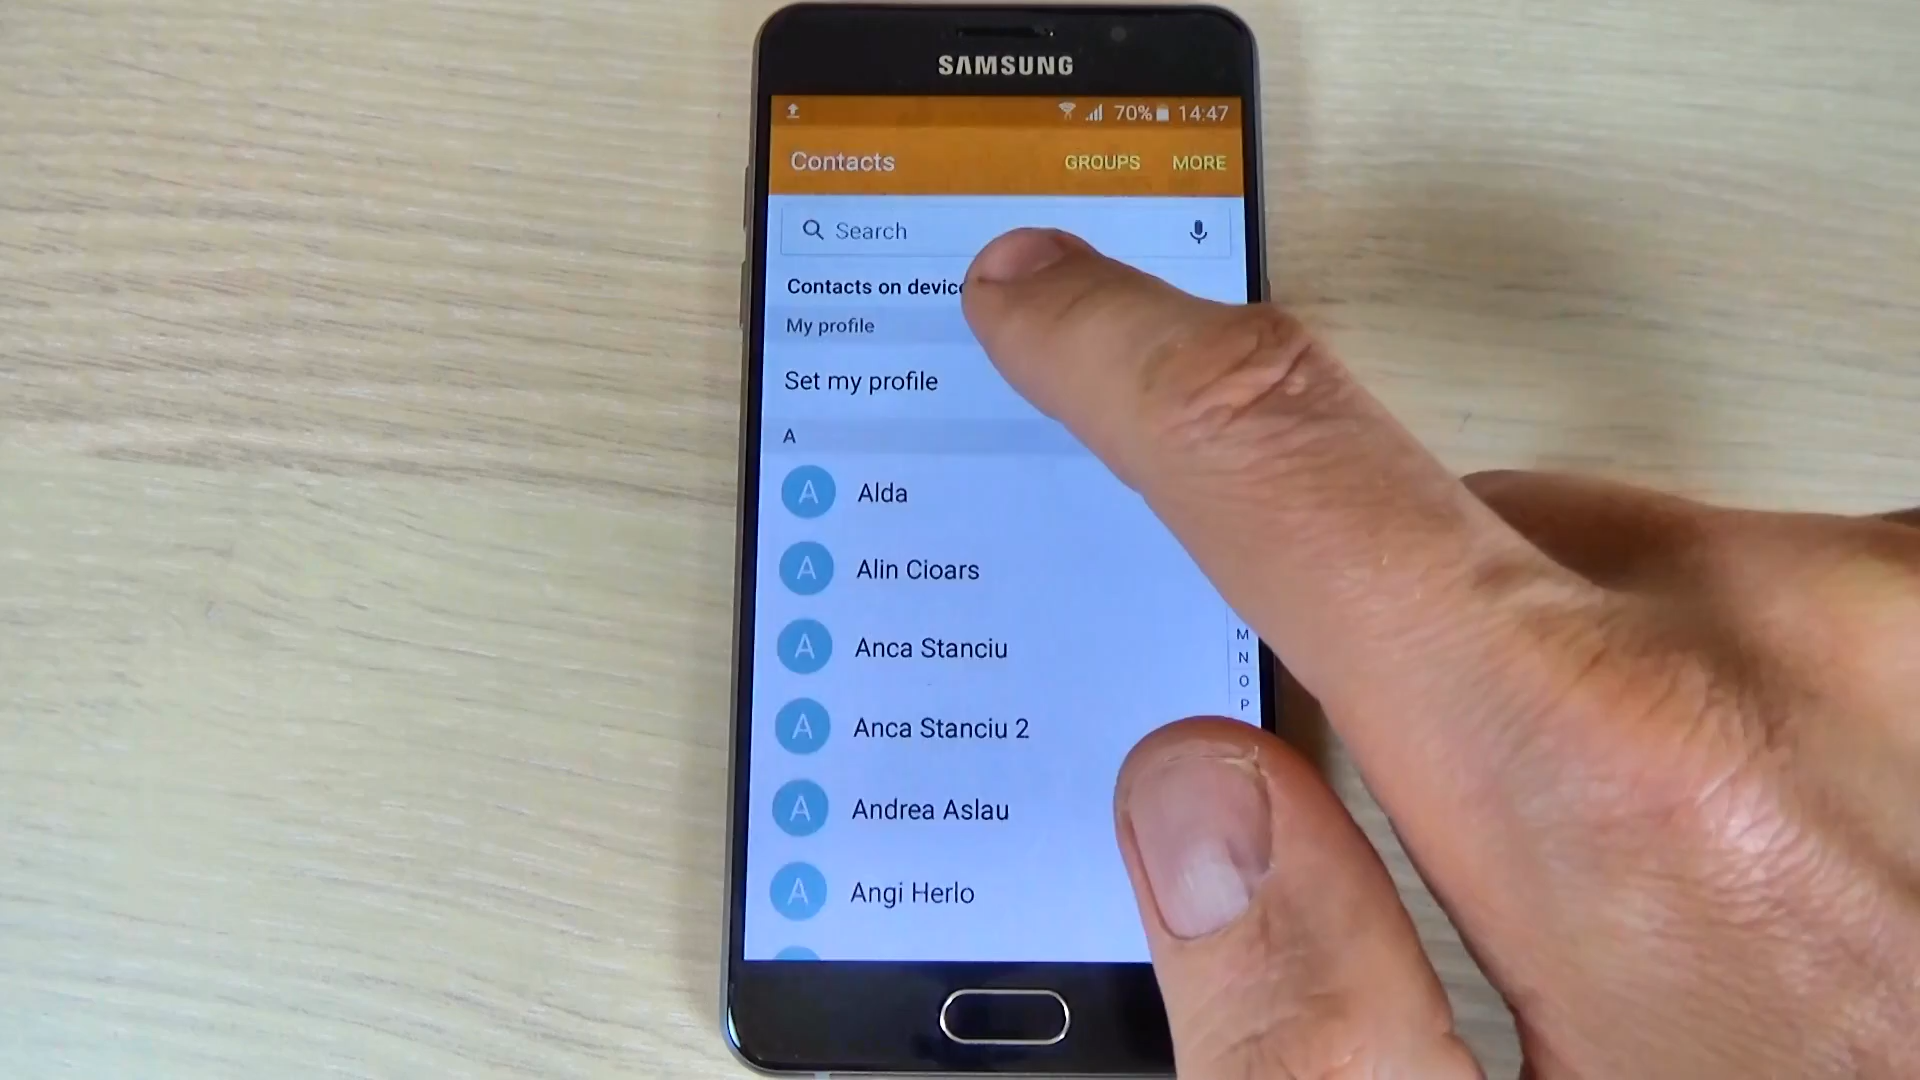 SAMSUNG
70% 14:47
Contacts GROUPS MORE
Search
Contacts on device
My profile
Set my profile
A
A Alda
A Alin Cioars
A Anca Stanciu
A Anca Stanciu 2
A Andrea Aslau
A Angi Herlo
M
N
O
P